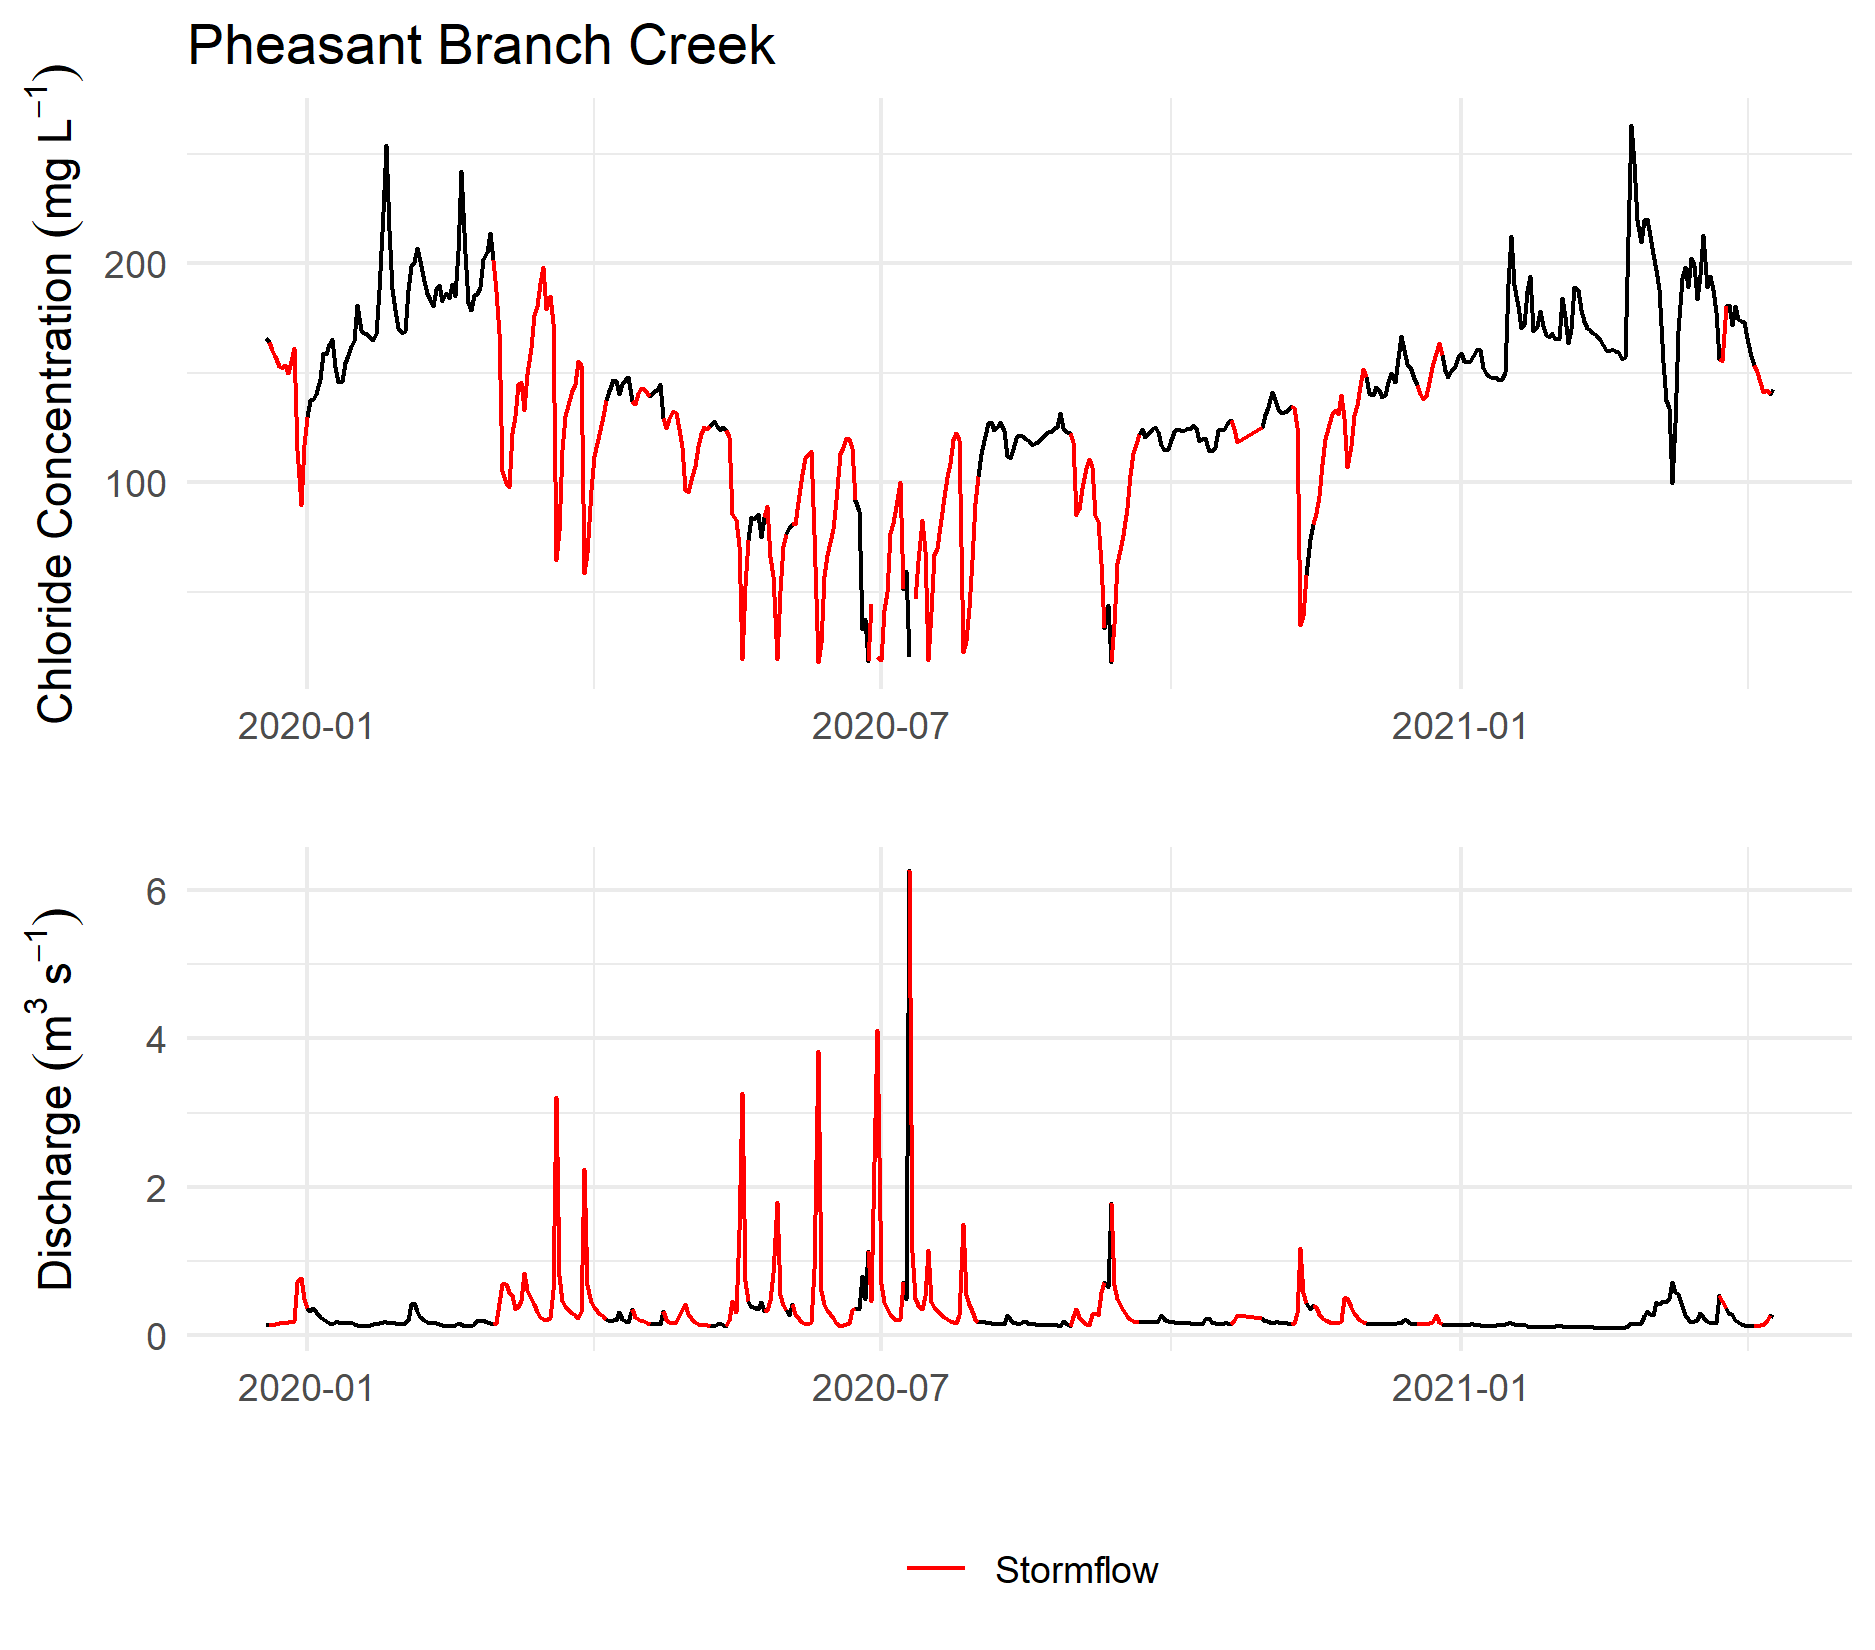 Pheasant Branch Creek
Chloride Concentration (mg L⁻¹)
200
100
2020-01 2020-07 2021-01
Discharge (m³ s⁻¹)
6
4
2
0
2020-01 2020-07 2021-01
Stormflow